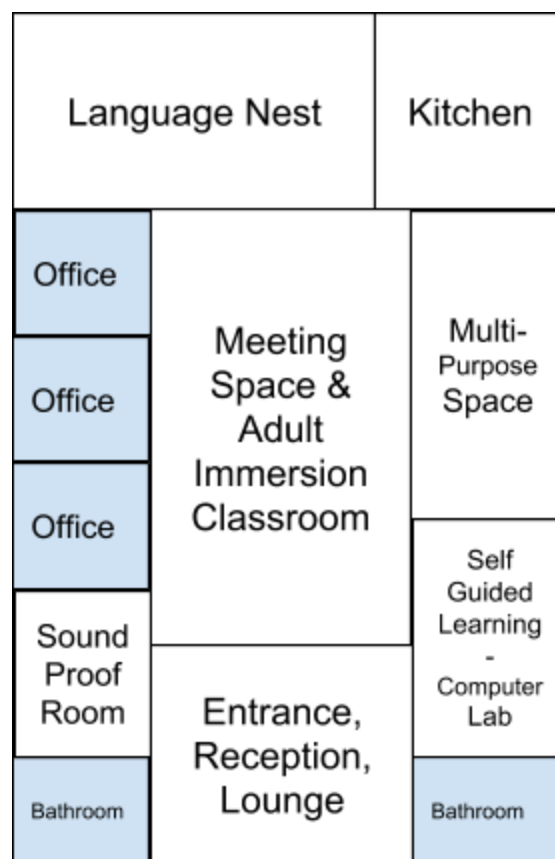 Language Nest
Kitchen
Office
Office
Office
Meeting
Space &
Adult
Immersion
Classroom
Multi-
Purpose
Space
Sound
Proof
Room
Self
Guided
Learning
-
Computer
Lab
Entrance,
Reception,
Lounge
Bathroom
Bathroom